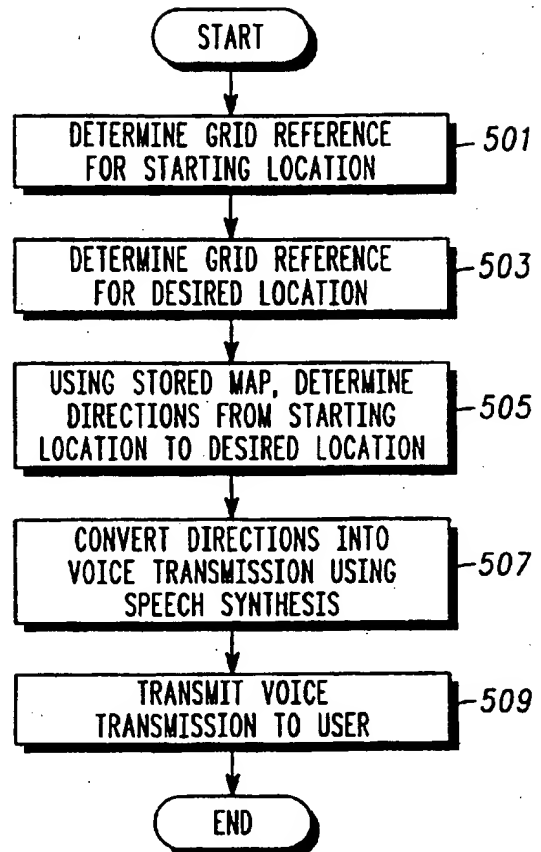 START
DETERMINE GRID REFERENCE
FOR STARTING LOCATION
501
DETERMINE GRID REFERENCE
FOR DESIRED LOCATION
503
USING STORED MAP, DETERMINE
DIRECTIONS FROM STARTING
LOCATION TO DESIRED LOCATION
505
CONVERT DIRECTIONS INTO
VOICE TRANSMISSION USING
SPEECH SYNTHESIS
507
TRANSMIT VOICE
TRANSMISSION TO USER
509
END